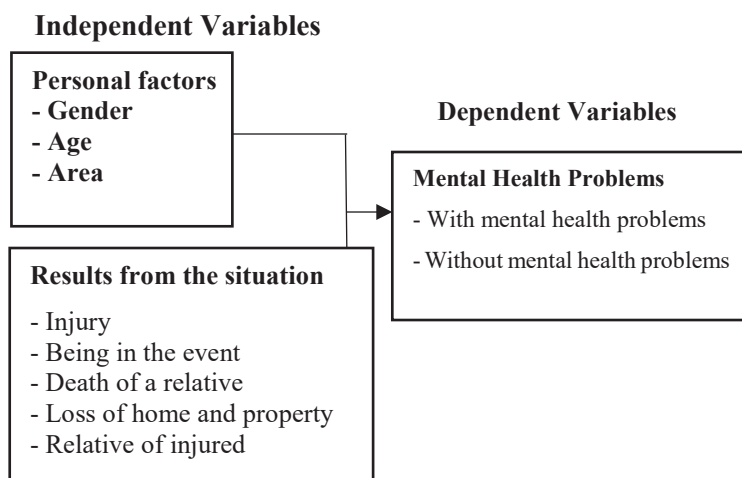 Independent Variables
Personal factors
- Gender
- Age
- Area
Results from the situation
- Injury
- Being in the event
- Death of a relative
- Loss of home and property
- Relative of injured
Dependent Variables
Mental Health Problems
- With mental health problems
- Without mental health problems